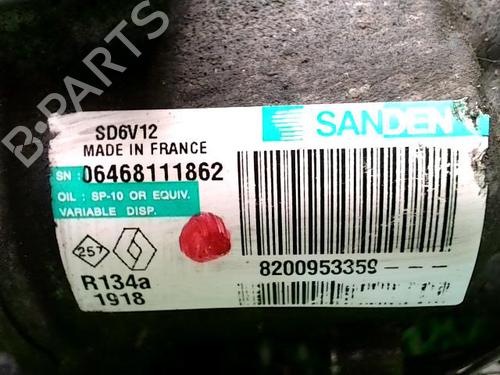 B-PARTS
SD6V12
MADE IN FRANCE
SANDEN
SN : 06468111862
OIL : SP-10 OR EQUIV.
VARIABLE DISP.
257
R134a
1918
8200953359---